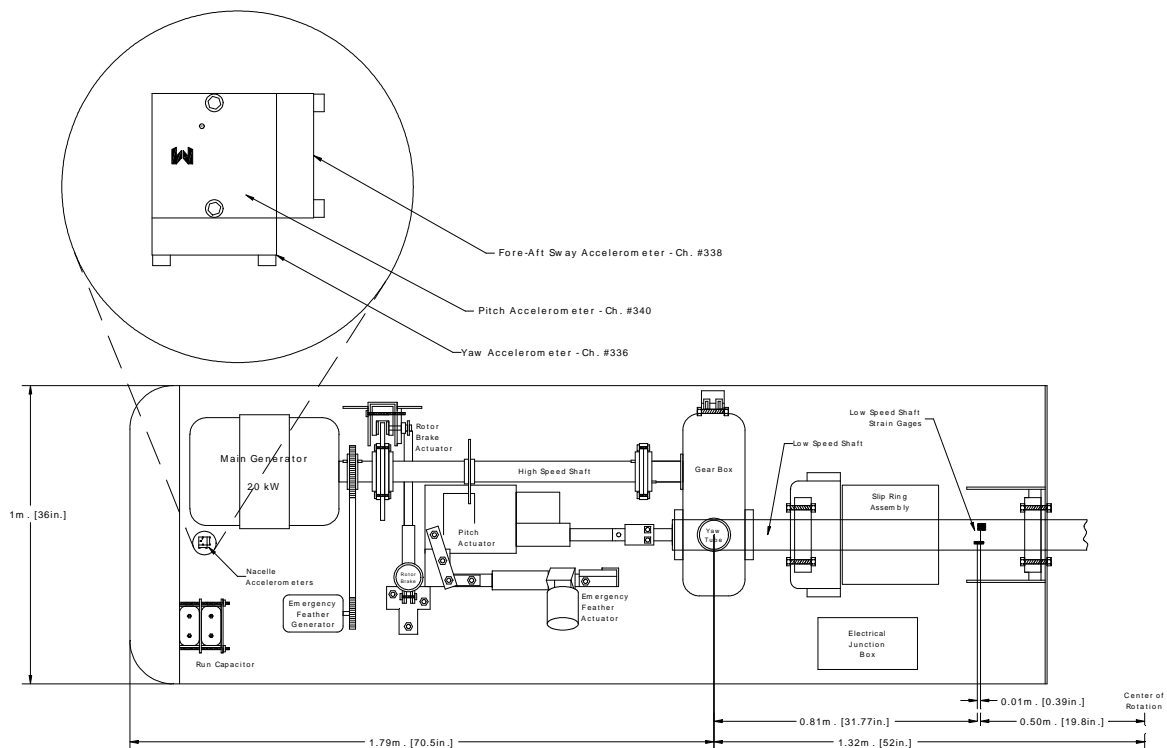 Fore-Aft Sway Accelerometer - Ch. #338
Pitch Accelerometer - Ch. #340
Yaw Accelerometer - Ch. #336
Low Speed Shaft
Strain Gages
Rotor
Brake
Actuator
Low Speed Shaft
Main Generator
20 kW
High Speed Shaft
Gear Box
Slip Ring
Assembly
1m. [36in.]
Pitch
Actuator
Yaw
Tube
Nacelle
Accelerometers
Rotor
Brake
Emergency
Feather
Generator
Emergency
Feather
Actuator
Electrical
Junction
Box
Run Capacitor
0.01m. [0.39in.]
Center of
Rotation
0.81m. [31.77in.]
0.50m. [19.8in.]
1.79m. [70.5in.]
1.32m. [52in.]